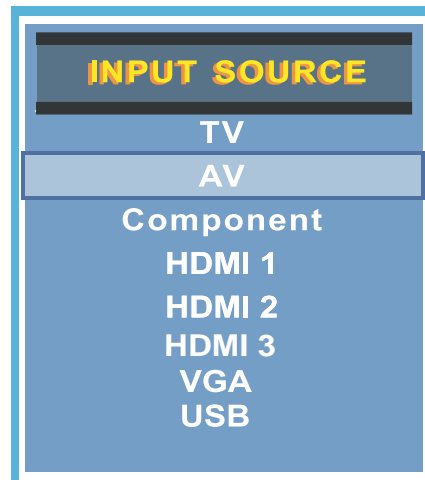 INPUT SOURCE
TV
AV
Component
HDMI 1
HDMI 2
HDMI 3
VGA
USB